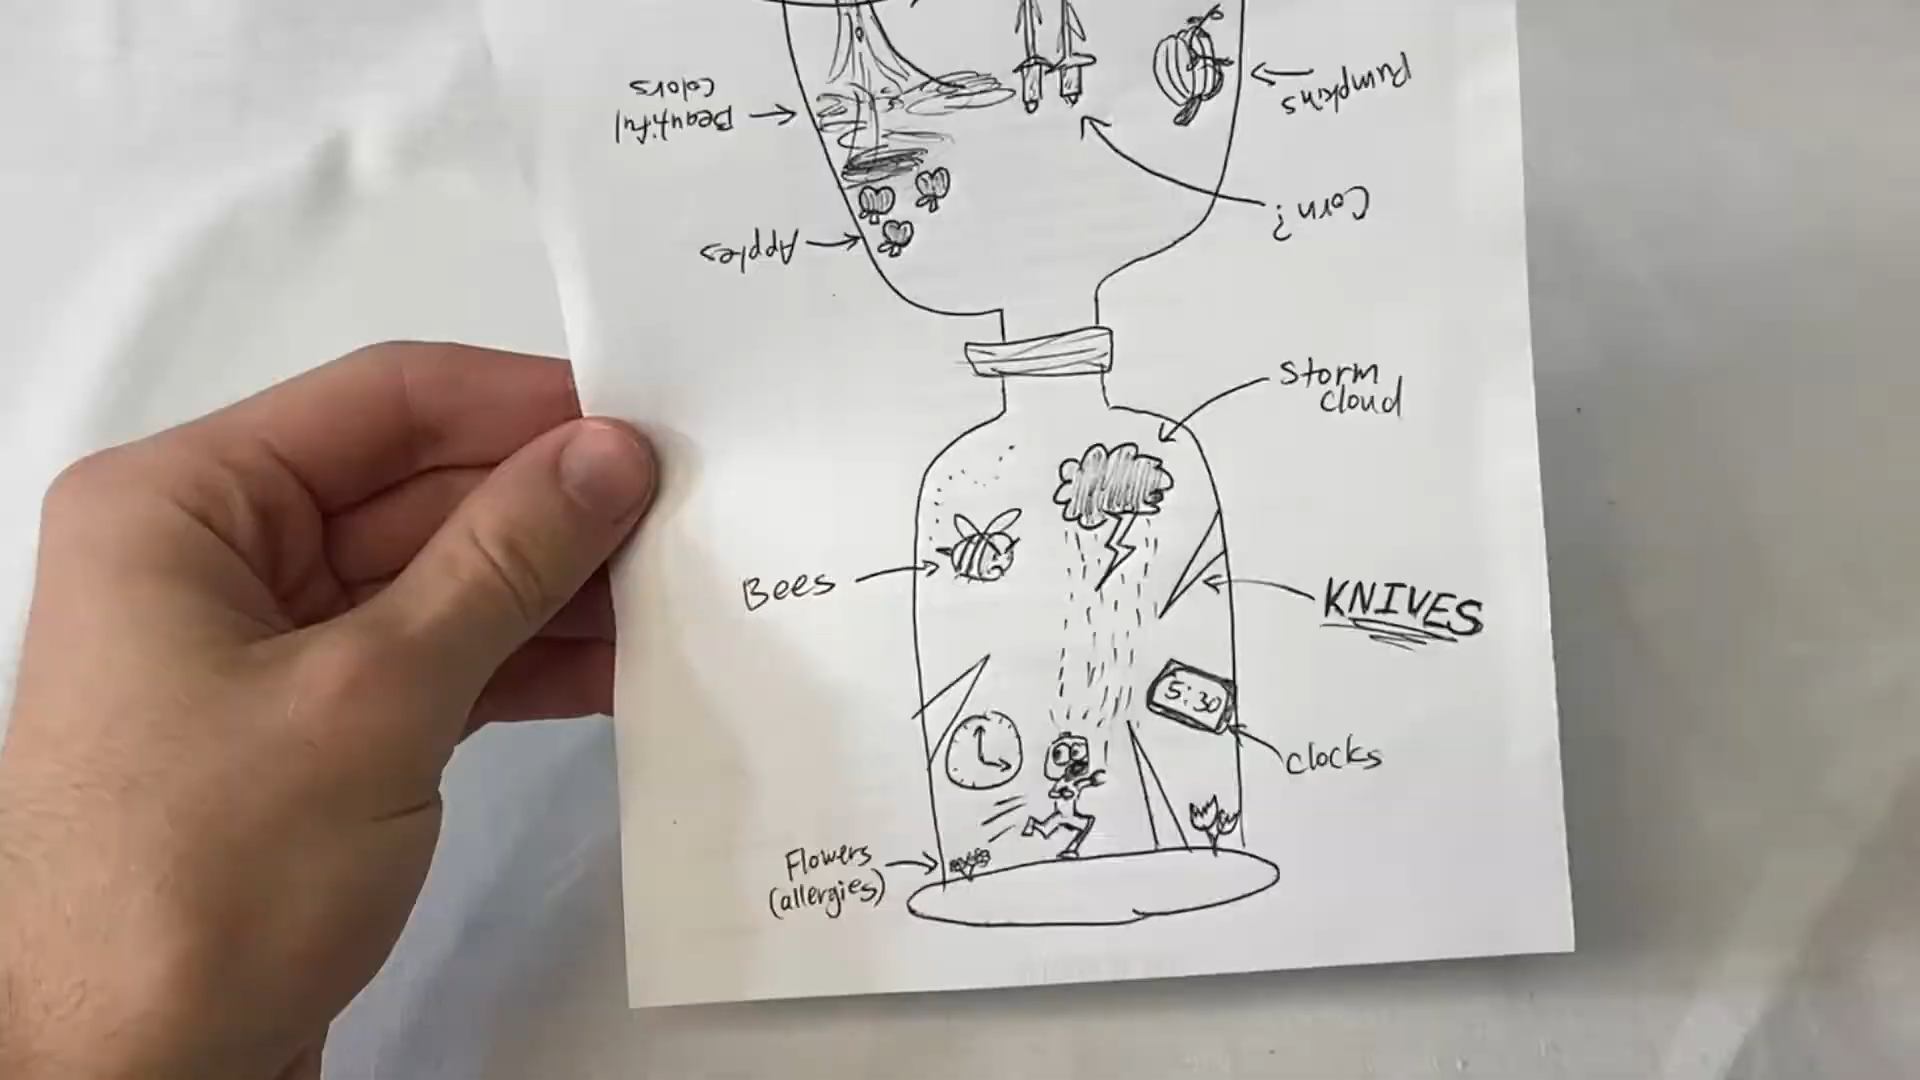 Beautiful
colors
Pumpkins
Corn?
Apples
Storm
cloud
Bees
KNIVES
5:30
clocks
Flowers
(allergies)